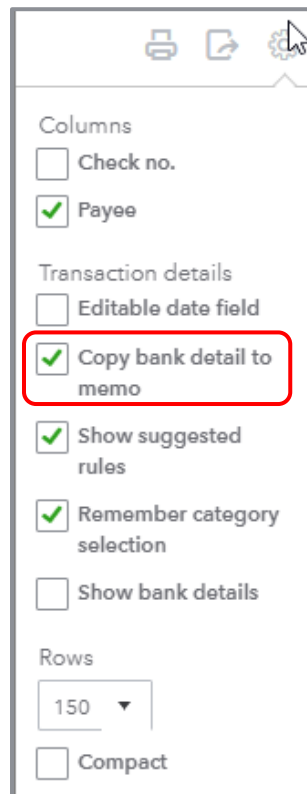 Columns
Check no.
Payee
Transaction details
Editable date field
Copy bank detail to
memo
Show suggested
rules
Remember category
selection
Show bank details
Rows
150
Compact